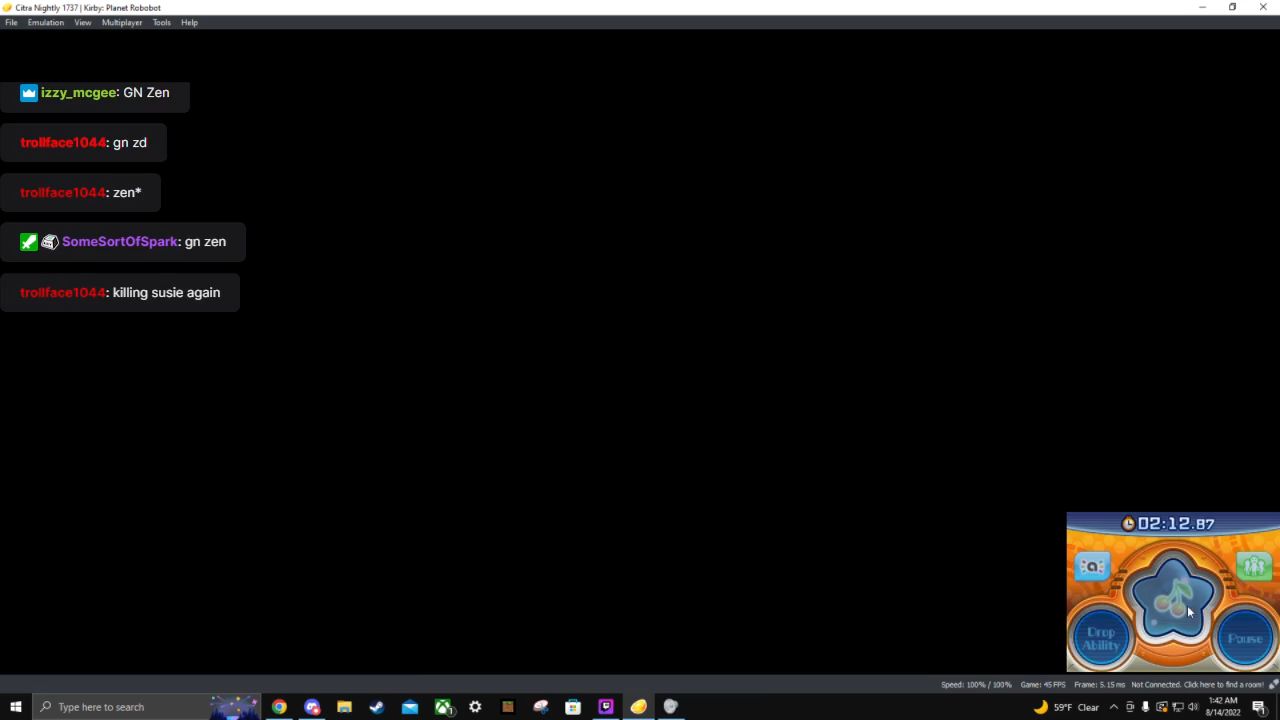 Citra Nightly 1737 | Kirby: Planet Robobot
File Emulation View Multiplayer Tools Help
izzy_mcgee: GN Zen
trollface1044: gn zd
trollface1044: zen*
SomeSortOfSpark: gn zen
trollface1044: killing susie again
02:12.87
a
Drop
Ability
Pause
Speed: 100% / 100% Game: 45 FPS Frame: 5.15 ms Not Connected. Click here to find a room!
Type here to search
59°F Clear
1:42 AM
8/14/2022